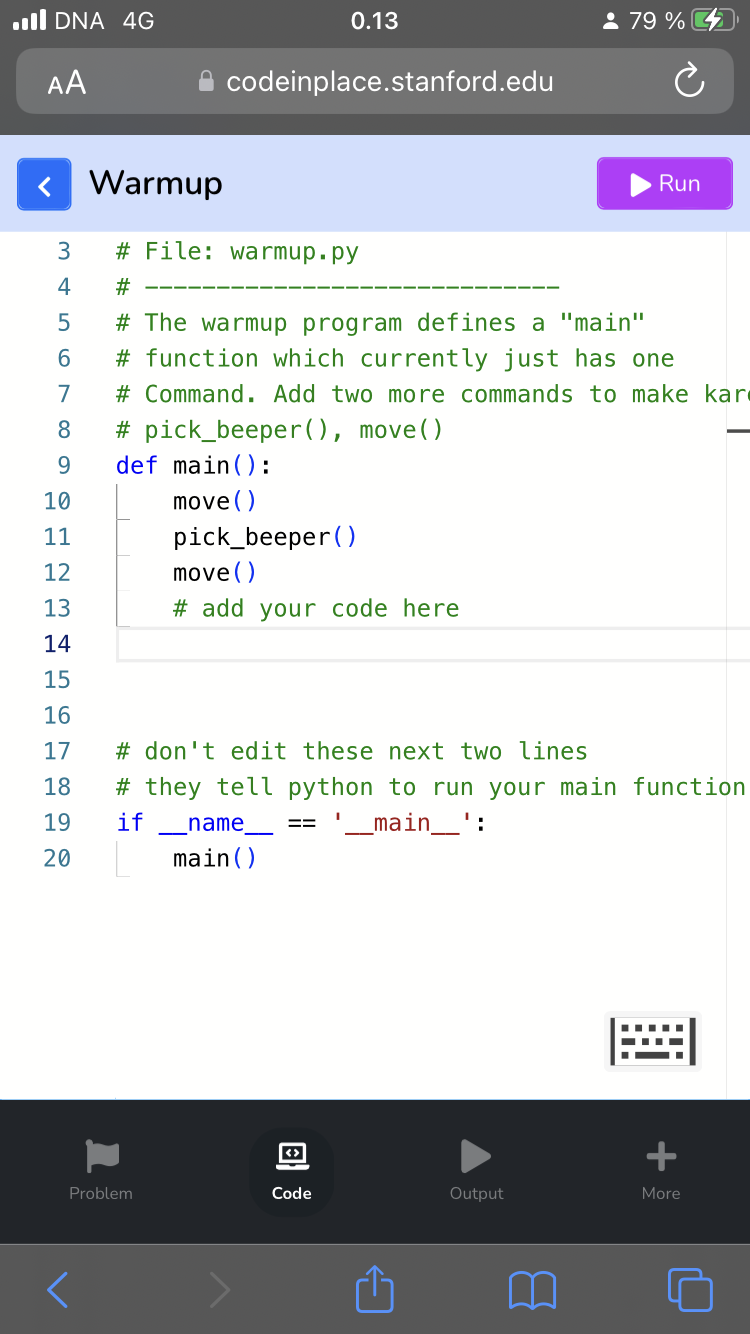 DNA 4G 0.13 79 %
AA codeinplace.stanford.edu
Warmup Run
3 # File: warmup.py
4 # -----------------------------
5 # The warmup program defines a "main"
6 # function which currently just has one
7 # Command. Add two more commands to make kar
8 # pick_beeper(), move()
9 def main():
10 move()
11 pick_beeper()
12 move()
13 # add your code here
14
15
16
17 # don't edit these next two lines
18 # they tell python to run your main function
19 if __name__ == '__main__':
20 main()
Problem Code Output More